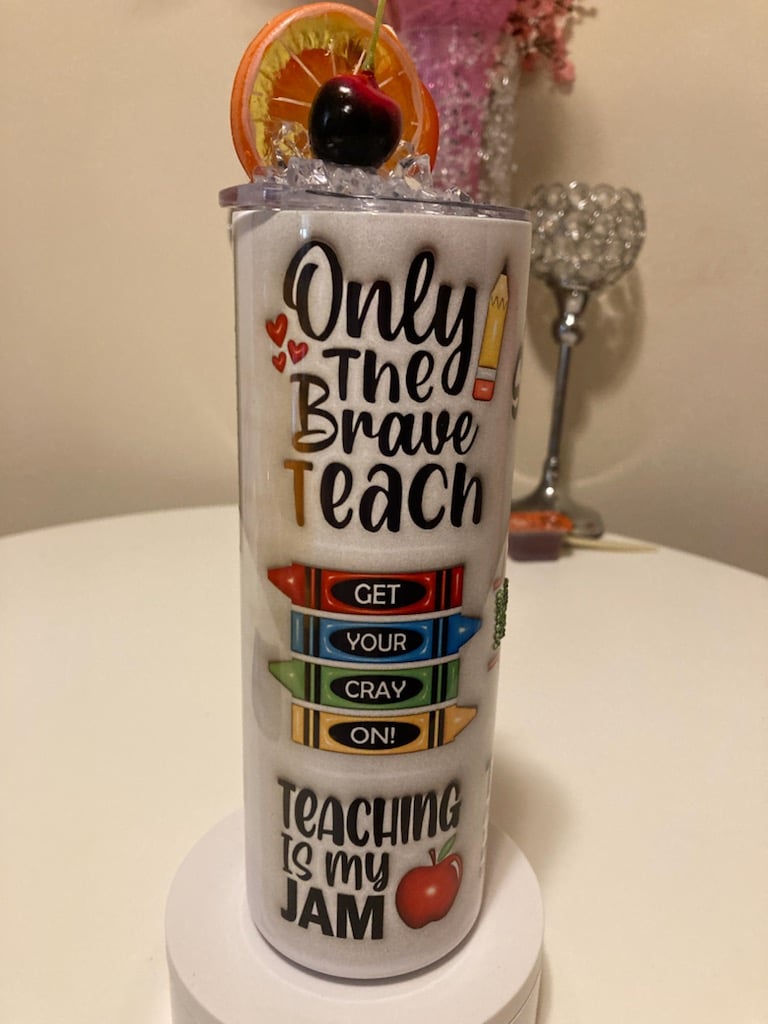 Only
The
Brave
Teach
GET
YOUR
CRAY
ON!
TEACHING
IS my
JAM